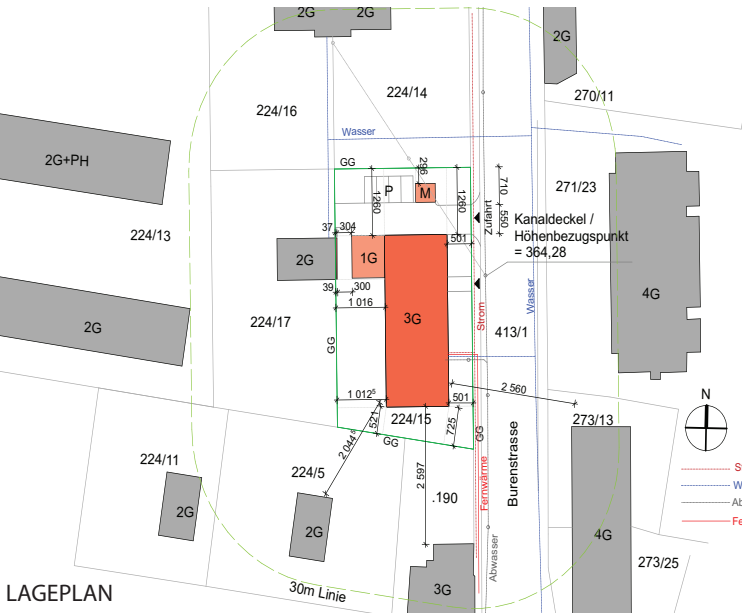 2G
2G
2G
224/14
270/11
224/16
Wasser
2G+PH
GG
296
P
M
1260
1260
710
550
Zufahrt
271/23
224/13
37
304
501
Kanaldeckel /
Höhenbezugspunkt
= 364,28
2G
1G
39
300
1 016
3G
4G
Strom
Wasser
2G
224/17
GG
413/1
1 012⁵
501
2 560
N
521
224/15
725
GG
GG
273/13
2 044⁵
224/11
224/5
2 597
.190
Fernwärme
Burenstrasse
S
W
Ab
Fe
2G
2G
4G
Abwasser
273/25
3G
30m Linie
LAGEPLAN